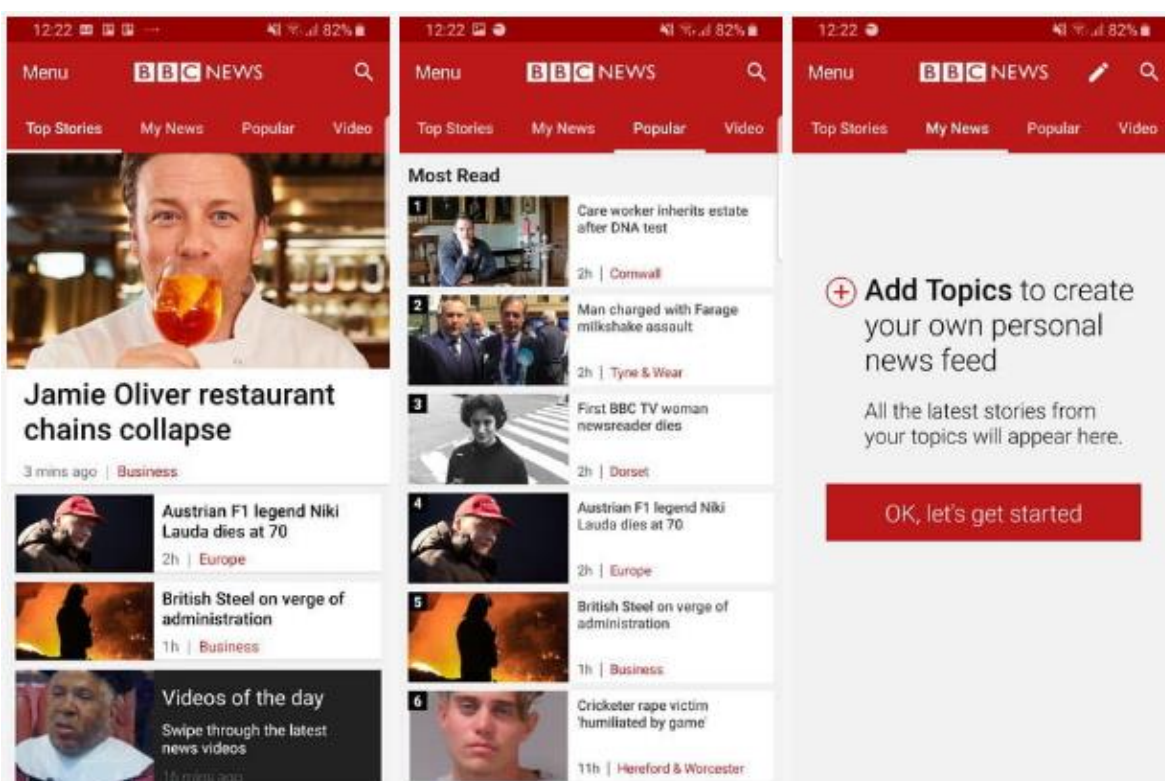 12:22
82%
Menu
BBC NEWS
Top Stories
My News
Popular
Video
Jamie Oliver restaurant
chains collapse
3 mins ago | Business
Austrian F1 legend Niki
Lauda dies at 70
2h | Europe
British Steel on verge of
administration
1h | Business
Videos of the day
Swipe through the latest
news videos
16 mins ago
12:22
82%
Menu
BBC NEWS
Top Stories
My News
Popular
Video
Most Read
1
Care worker inherits estate
after DNA test
2h | Cornwall
2
Man charged with Farage
milkshake assault
2h | Tyne & Wear
3
First BBC TV woman
newsreader dies
2h | Dorset
4
Austrian F1 legend Niki
Lauda dies at 70
2h | Europe
5
British Steel on verge of
administration
1h | Business
6
Cricketer rape victim
'humiliated by game'
11h | Hereford & Worcester
12:22
82%
Menu
BBC NEWS
Top Stories
My News
Popular
Video
Add Topics to create
your own personal
news feed
All the latest stories from
your topics will appear here.
OK, let's get started